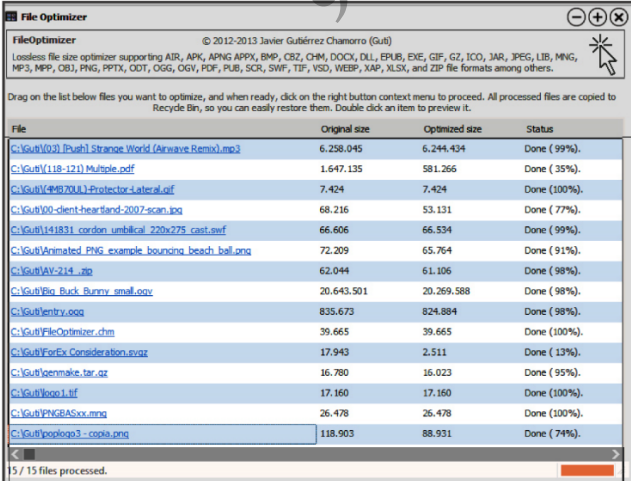 File Optimizer
FileOptimizer © 2012-2013 Javier Gutiérrez Chamorro (Guti)
Lossless file size optimizer supporting AIR, APK, APNG APPX, BMP, CBZ, CHM, DOCX, DLL, EPUB, EXE, GIF, GZ, ICO, JAR, JPEG, LIB, MNG,
MP3, MPP, OBJ, PNG, PPTX, ODT, OGG, OGV, PDF, PUB, SCR, SWF, TIF, VSD, WEBP, XAP, XLSX, and ZIP file formats among others.
Drag on the list below files you want to optimize, and when ready, click on the right button context menu to proceed. All processed files are copied to
Recycle Bin, so you can easily restore them. Double click an item to preview it.
File Original size Optimized size Status
C:\Guti\(03) [Push] Strange World (Airwave Remix).mp3 6.258.045 6.244.434 Done ( 99%).
C:\Guti\(118-121) Multiple.pdf 1.647.135 581.266 Done ( 35%).
C:\Guti\(4MB70UL)-Protector-Lateral.gif 7.424 7.424 Done (100%).
C:\Guti\00-client-heartland-2007-scan.jpg 68.216 53.131 Done ( 77%).
C:\Guti\141831_cordon_umbilical_220x275_cast.swf 66.606 66.534 Done ( 99%).
C:\Guti\Animated_PNG_example_bouncing_beach_ball.png 72.209 65.764 Done ( 91%).
C:\Guti\AV-214_.zip 62.044 61.106 Done ( 98%).
C:\Guti\Big_Buck_Bunny_small.ogv 20.643.501 20.269.588 Done ( 98%).
C:\Guti\entry.ogg 835.673 824.884 Done ( 98%).
C:\Guti\FileOptimizer.chm 39.665 39.665 Done (100%).
C:\Guti\ForEx Consideration.svgz 17.943 2.511 Done ( 13%).
C:\Guti\genmake.tar.gz 16.780 16.023 Done ( 95%).
C:\Guti\logo1.tif 17.160 17.160 Done (100%).
C:\Guti\PNGBASxx.mng 26.478 26.478 Done (100%).
C:\Guti\poplogo3 - copia.png 118.903 88.931 Done ( 74%).
15 / 15 files processed.